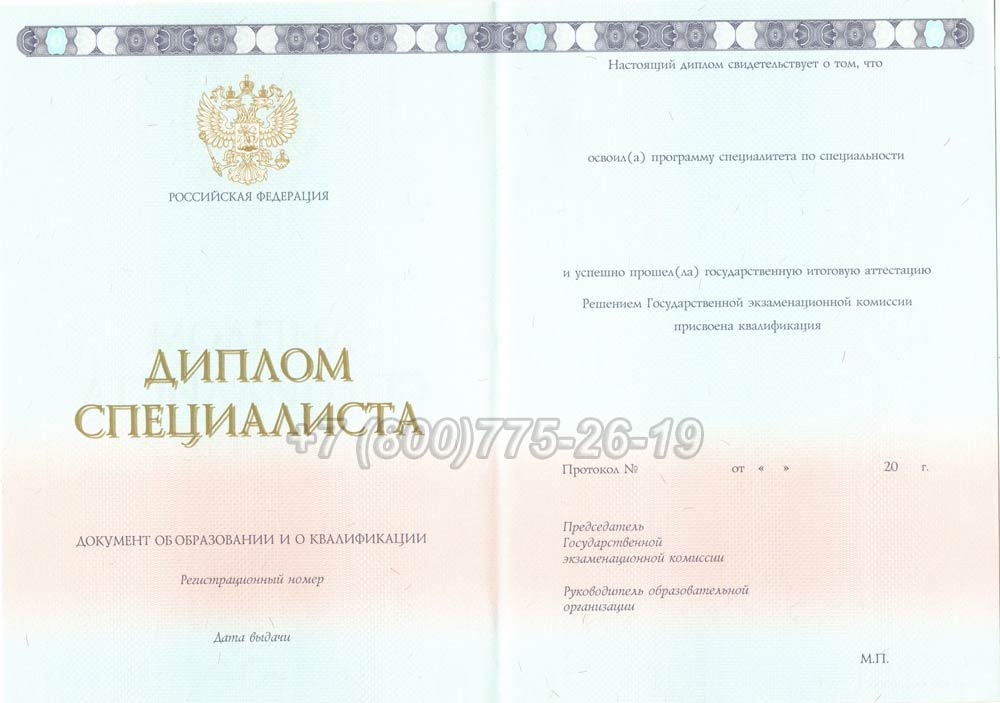 РОССИЙСКАЯ ФЕДЕРАЦИЯ
ДИПЛОМ
СПЕЦИАЛИСТА
ДОКУМЕНТ ОБ ОБРАЗОВАНИИ И О КВАЛИФИКАЦИИ
Регистрационный номер
Дата выдачи
+7 (800)775-26-19
Настоящий диплом свидетельствует о том, что
освоил(а) программу специалитета по специальности
и успешно прошел(ла) государственную итоговую аттестацию
Решением Государственной экзаменационной комиссии
присвоена квалификация
Протокол № от « » 20 г.
Председатель
Государственной
экзаменационной комиссии
Руководитель образовательной
организации
М.П.